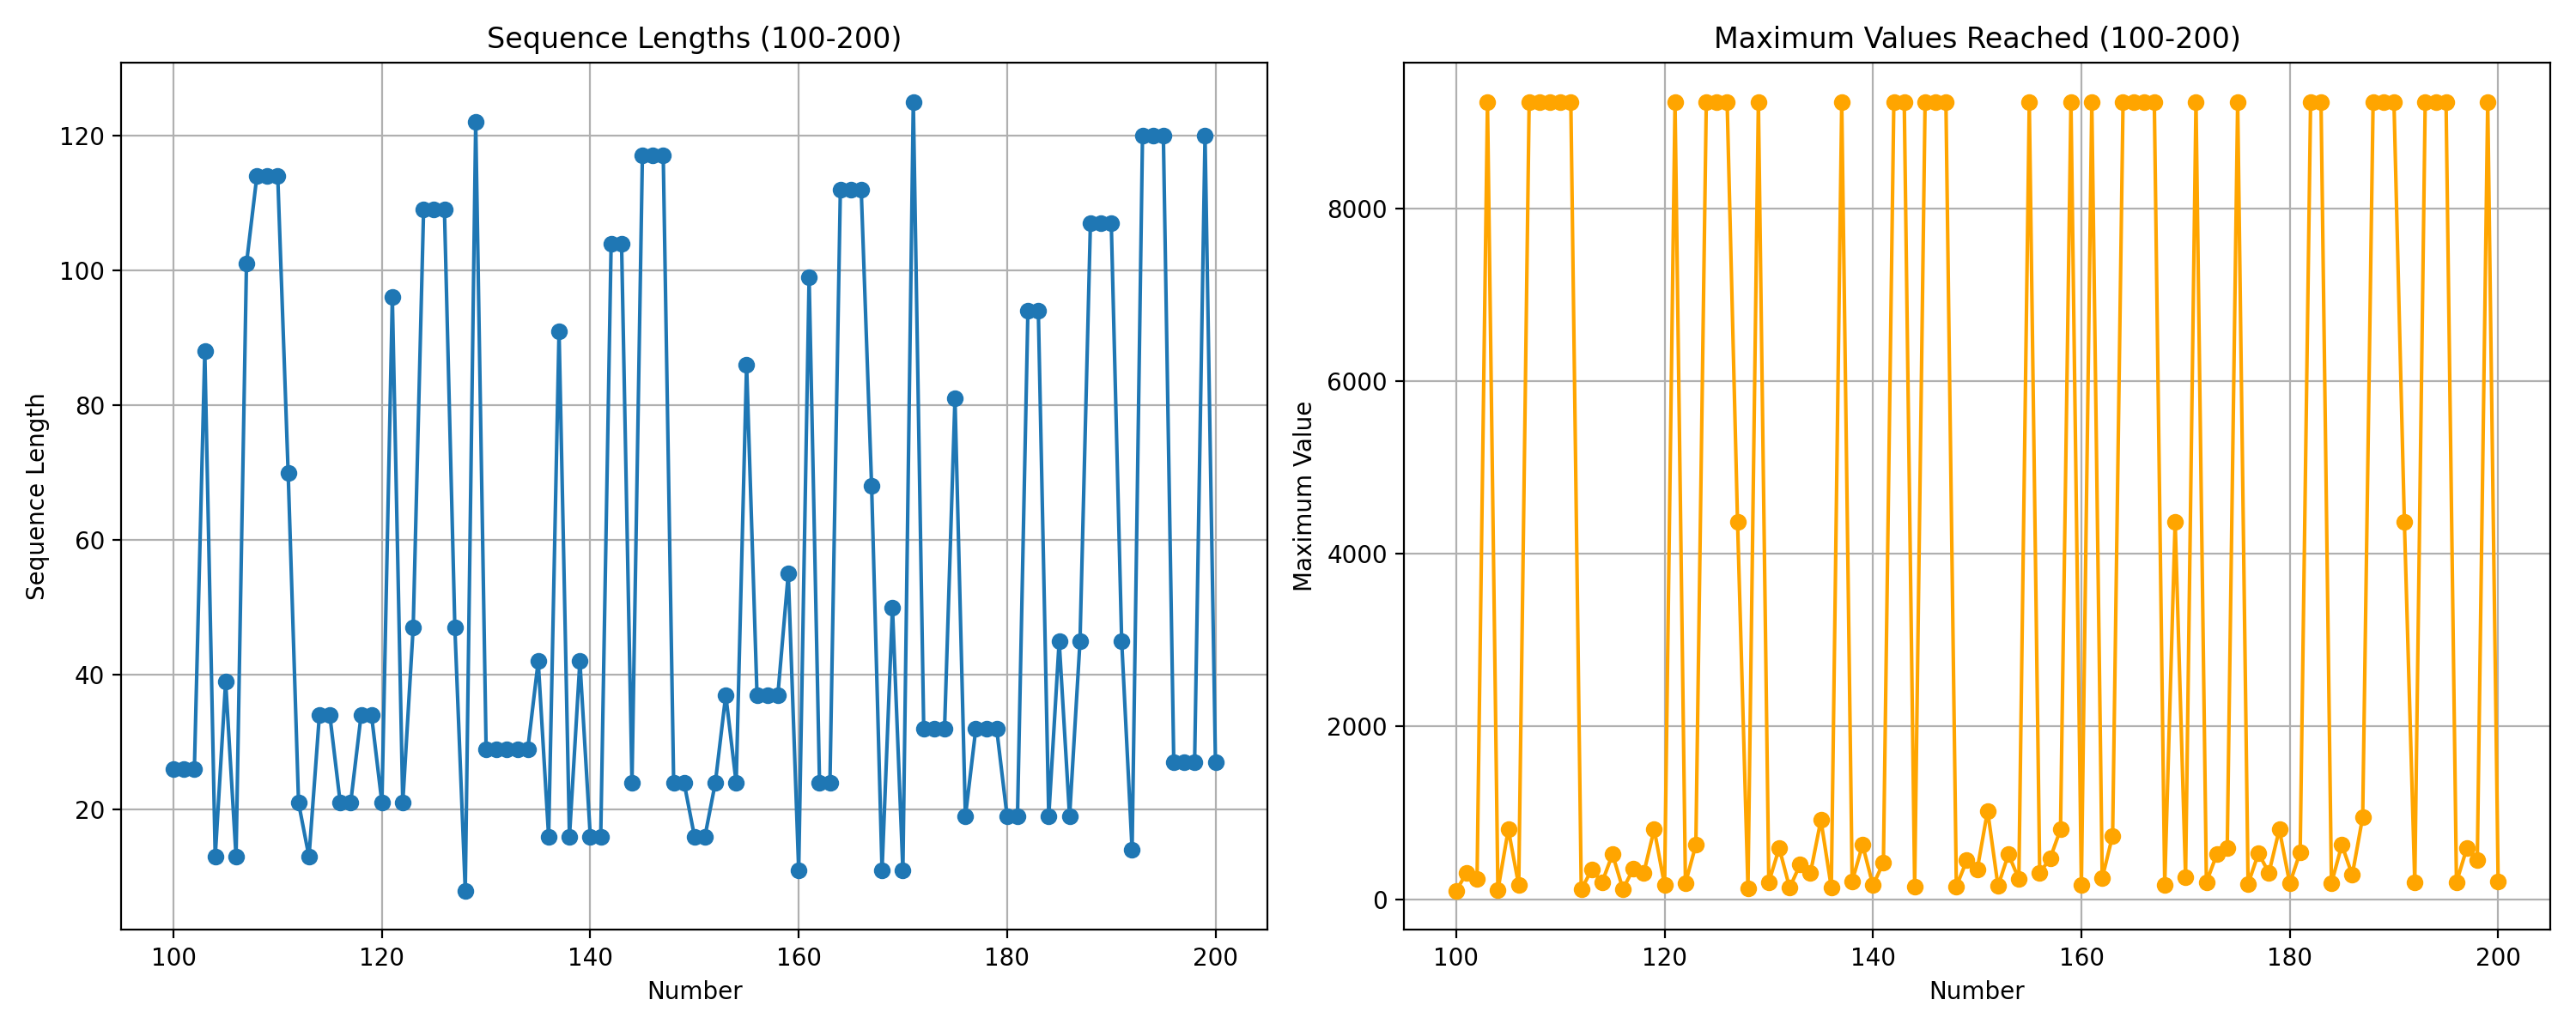 Sequence Lengths (100-200)
Sequence Length
120
100
80
60
40
20
100 120 140 160 180 200
Number
Maximum Values Reached (100-200)
Maximum Value
8000
6000
4000
2000
0
100 120 140 160 180 200
Number